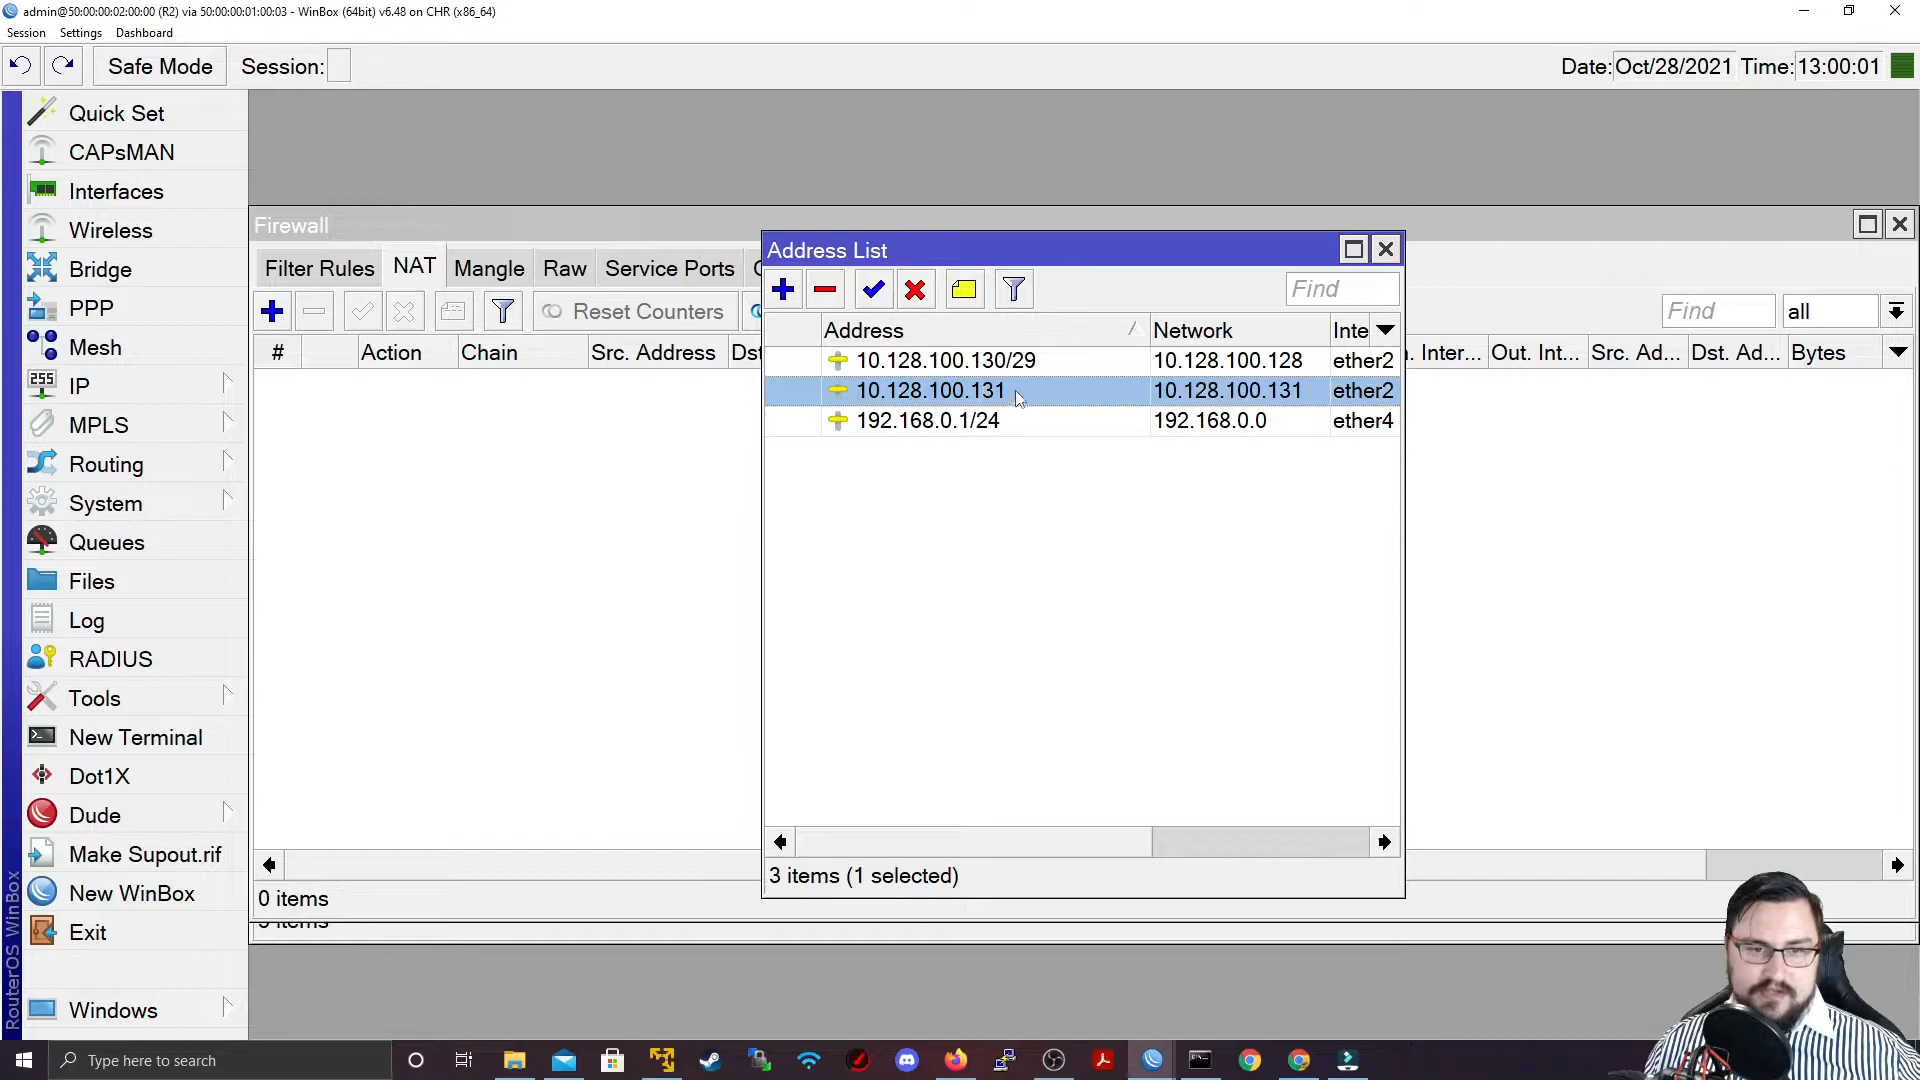 admin@50:00:00:02:00:00 (R2) via 50:00:00:01:00:03 - WinBox (64bit) v6.48 on CHR (x86_64)
Session Settings Dashboard
Safe Mode Session: Date: Oct/28/2021 Time: 13:00:01
Quick Set
CAPsMAN
Interfaces
Wireless
Bridge
PPP
Mesh
255
IP
MPLS
Routing
System
Queues
Files
Log
RADIUS
Tools
New Terminal
Dot1X
Dude
Make Supout.rif
New WinBox
Exit
Windows
RouterOS WinBox
Firewall
Filter Rules NAT Mangle Raw Service Ports C
Reset Counters Find all
# Action Chain Src. Address Dst . Inter... Out. Int... Src. Ad... Dst. Ad... Bytes
0 items
Address List
Find
Address Network Inte
10.128.100.130/29 10.128.100.128 ether2
10.128.100.131 10.128.100.131 ether2
192.168.0.1/24 192.168.0.0 ether4
3 items (1 selected)
Type here to search